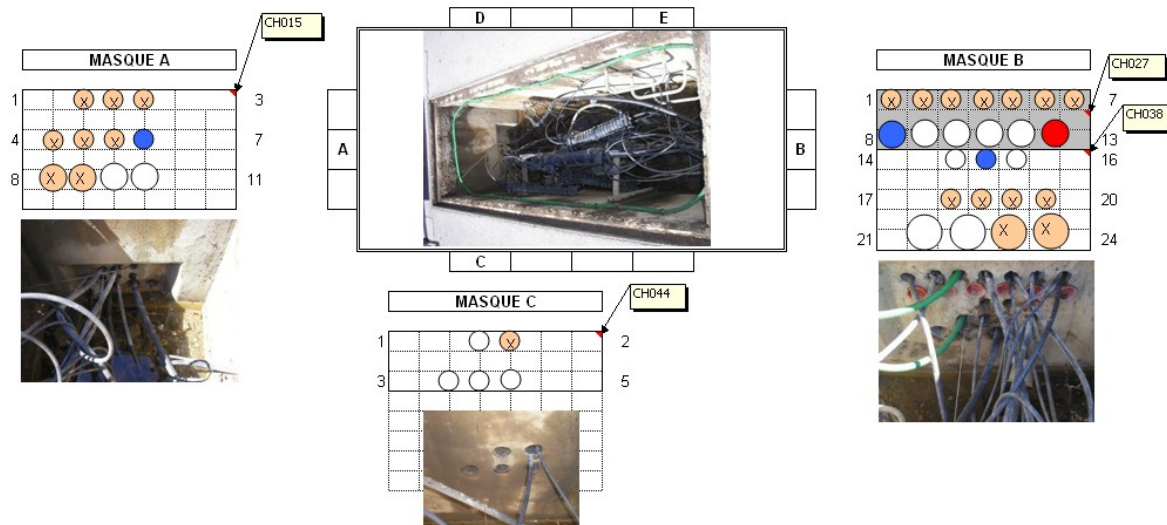 D E
CH015
MASQUE A
1 X X X 3
4 X X X 7
8 X X 11
A
B
C
MASQUE B
CH027
1 X X X X X X X 7
CH038
8 13
14 16
17 X X X X 20
21 X X 24
MASQUE C
CH044
1 X 2
3 5